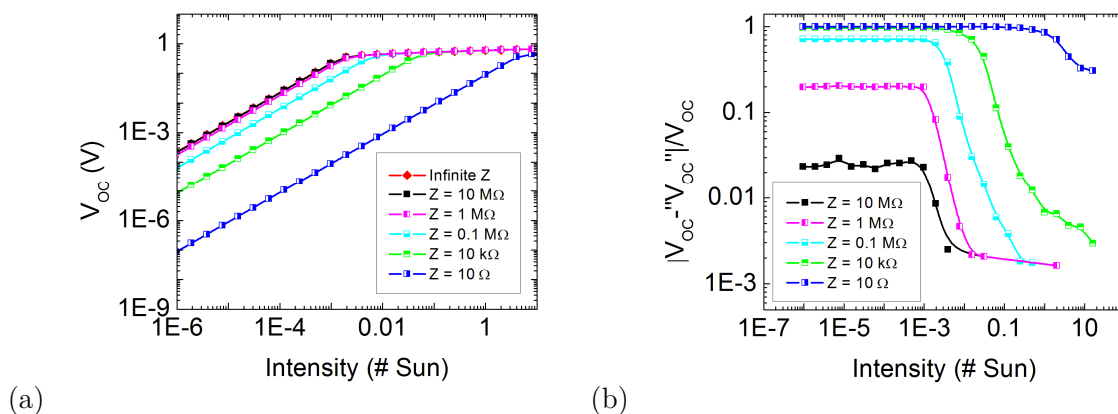 1
1E-3
1E-6
1E-9
V_OC (V)
Infinite Z
Z = 10 MΩ
Z = 1 MΩ
Z = 0.1 MΩ
Z = 10 kΩ
Z = 10 Ω
1E-6 1E-4 0.01 1
Intensity (# Sun)
(a)
1
0.1
0.01
1E-3
|V_OC-"V_OC"|/V_OC
Z = 10 MΩ
Z = 1 MΩ
Z = 0.1 MΩ
Z = 10 kΩ
Z = 10 Ω
1E-7 1E-5 1E-3 0.1 10
Intensity (# Sun)
(b)